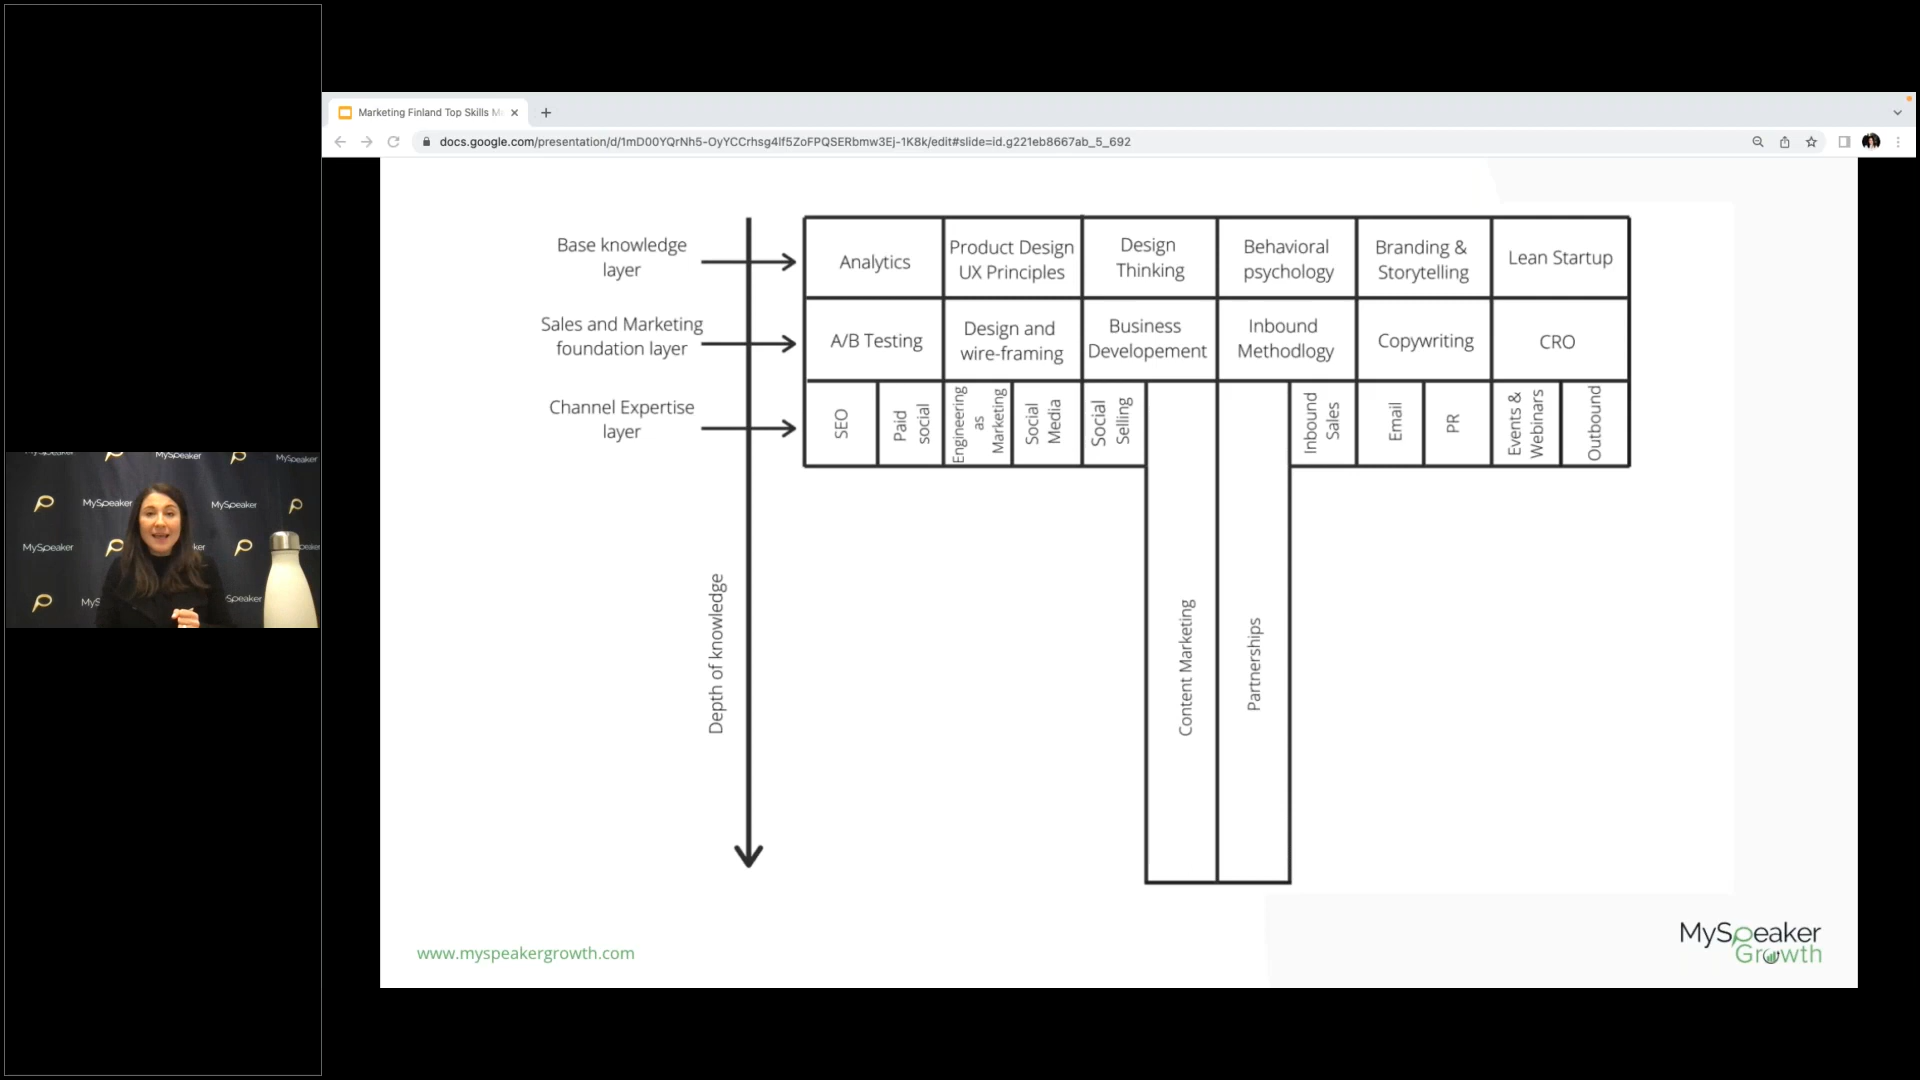 Marketing Finland Top Skills M
docs.google.com/presentation/d/1mD00YQrNh5-OyYCCrhsg4lf5ZoFPQSERbmw3Ej-1K8k/edit#slide=id.g221eb8667ab_5_692
Base knowledge
layer
Analytics
Product Design
UX Principles
Design
Thinking
Behavioral
psychology
Branding &
Storytelling
Lean Startup
Sales and Marketing
foundation layer
A/B Testing
Design and
wire-framing
Business
Developement
Inbound
Methodlogy
Copywriting
CRO
Channel Expertise
layer
SEO
Paid
social
Engineering
as
Marketing
Social
Media
Social
Selling
Inbound
Sales
Email
PR
Events &
Webinars
Outbound
Depth of knowledge
Content Marketing
Partnerships
www.myspeakergrowth.com
MySpeaker
Growth
MySpeaker
MySpeaker
MySpeaker
MySpeaker
MySpeaker
ker
MyS
Speaker